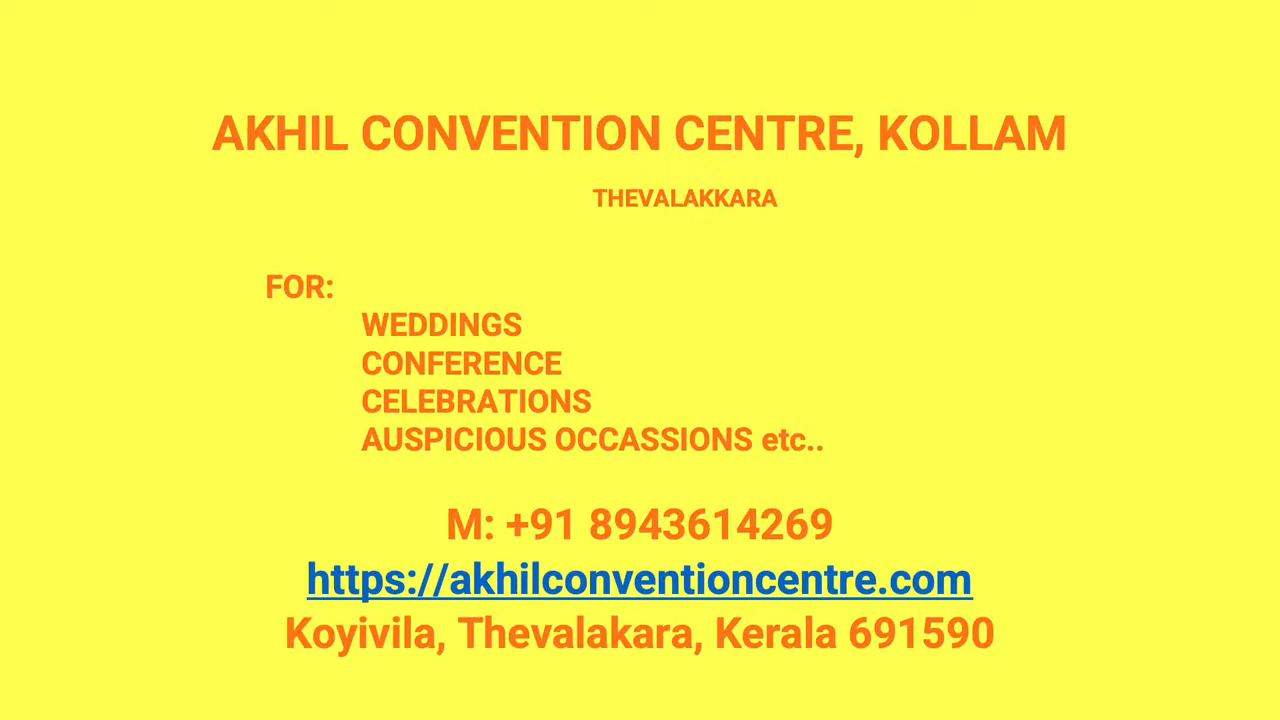 AKHIL CONVENTION CENTRE, KOLLAM
THEVALAKKARA
FOR:
WEDDINGS
CONFERENCE
CELEBRATIONS
AUSPICIOUS OCCASSIONS etc..
M: +91 8943614269
https://akhilconventioncentre.com
Koyivila, Thevalakara, Kerala 691590